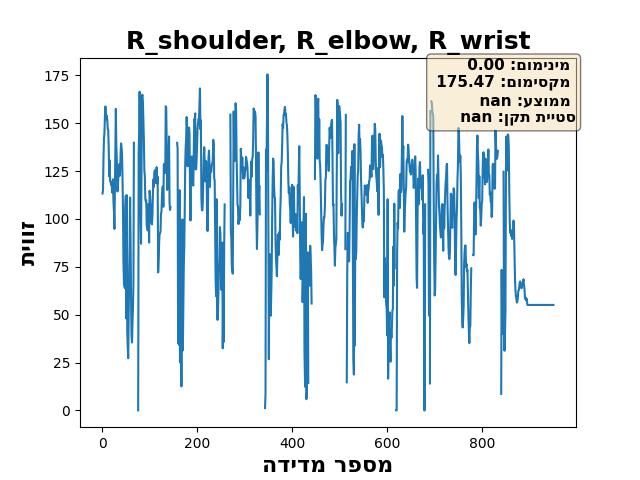 R_shoulder, R_elbow, R_wrist
מינימום: 0.00
מקסימום: 175.47
ממוצע: nan
סטיית תקן: nan
זווית
175
150
125
100
75
50
25
0
0 200 400 600 800
מספר מדידה